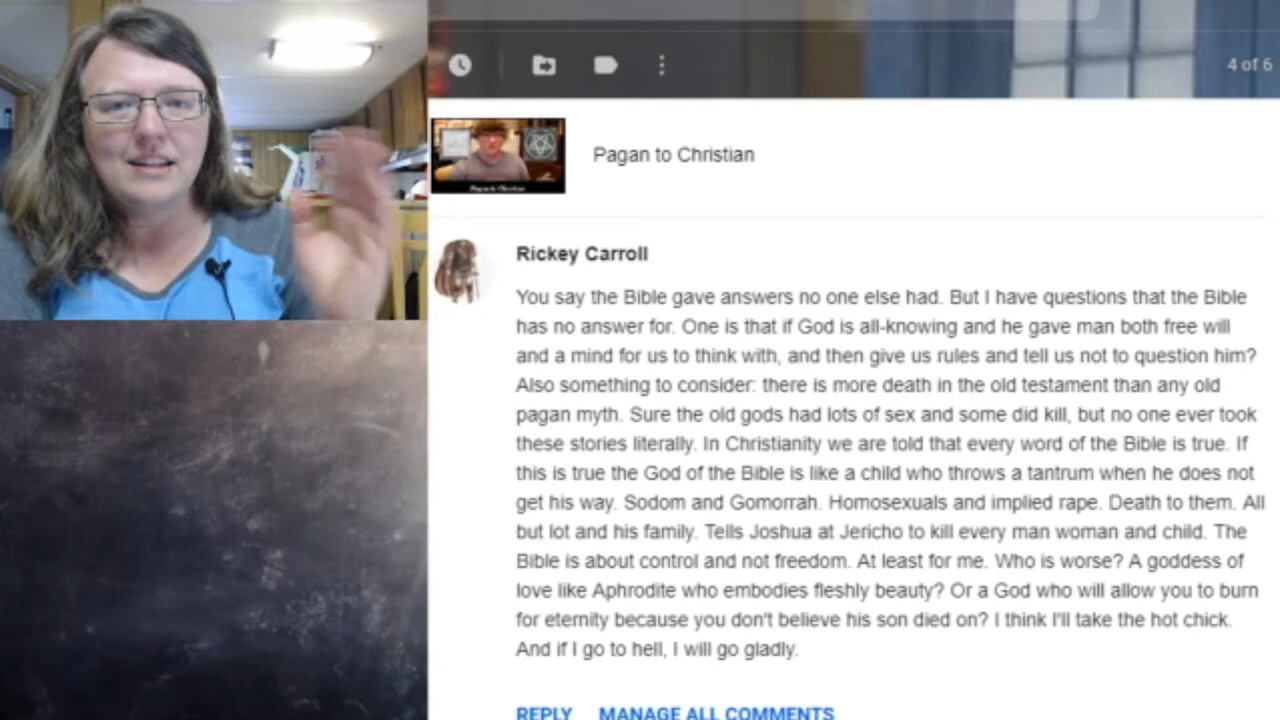 4 of 6
Pagan to Christian
Pagan to Christian
Rickey Carroll
You say the Bible gave answers no one else had. But I have questions that the Bible
has no answer for. One is that if God is all-knowing and he gave man both free will
and a mind for us to think with, and then give us rules and tell us not to question him?
Also something to consider: there is more death in the old testament than any old
pagan myth. Sure the old gods had lots of sex and some did kill, but no one ever took
these stories literally. In Christianity we are told that every word of the Bible is true. If
this is true the God of the Bible is like a child who throws a tantrum when he does not
get his way. Sodom and Gomorrah. Homosexuals and implied rape. Death to them. All
but lot and his family. Tells Joshua at Jericho to kill every man woman and child. The
Bible is about control and not freedom. At least for me. Who is worse? A goddess of
love like Aphrodite who embodies fleshly beauty? Or a God who will allow you to burn
for eternity because you don't believe his son died on? I think I'll take the hot chick.
And if I go to hell, I will go gladly.
REPLY MANAGE ALL COMMENTS